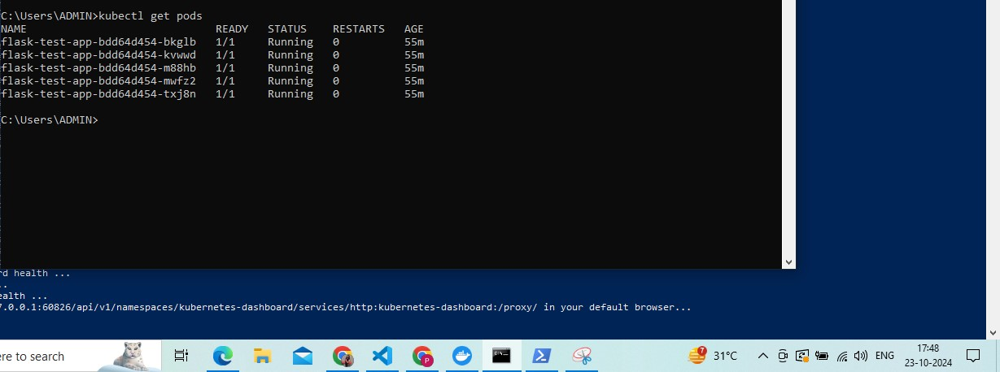 C:\Users\ADMIN>kubectl get pods
NAME READY STATUS RESTARTS AGE
flask-test-app-bdd64d454-bkglb 1/1 Running 0 55m
flask-test-app-bdd64d454-kvwwd 1/1 Running 0 55m
flask-test-app-bdd64d454-m88hb 1/1 Running 0 55m
flask-test-app-bdd64d454-mwfz2 1/1 Running 0 55m
flask-test-app-bdd64d454-txj8n 1/1 Running 0 55m
C:\Users\ADMIN>
rd health ...
..
ealth ...
7.0.0.1:60826/api/v1/namespaces/kubernetes-dashboard/services/http:kubernetes-dashboard:/proxy/ in your default browser...
ere to search
P
C:\_
7
31°C
ENG
17:48
23-10-2024